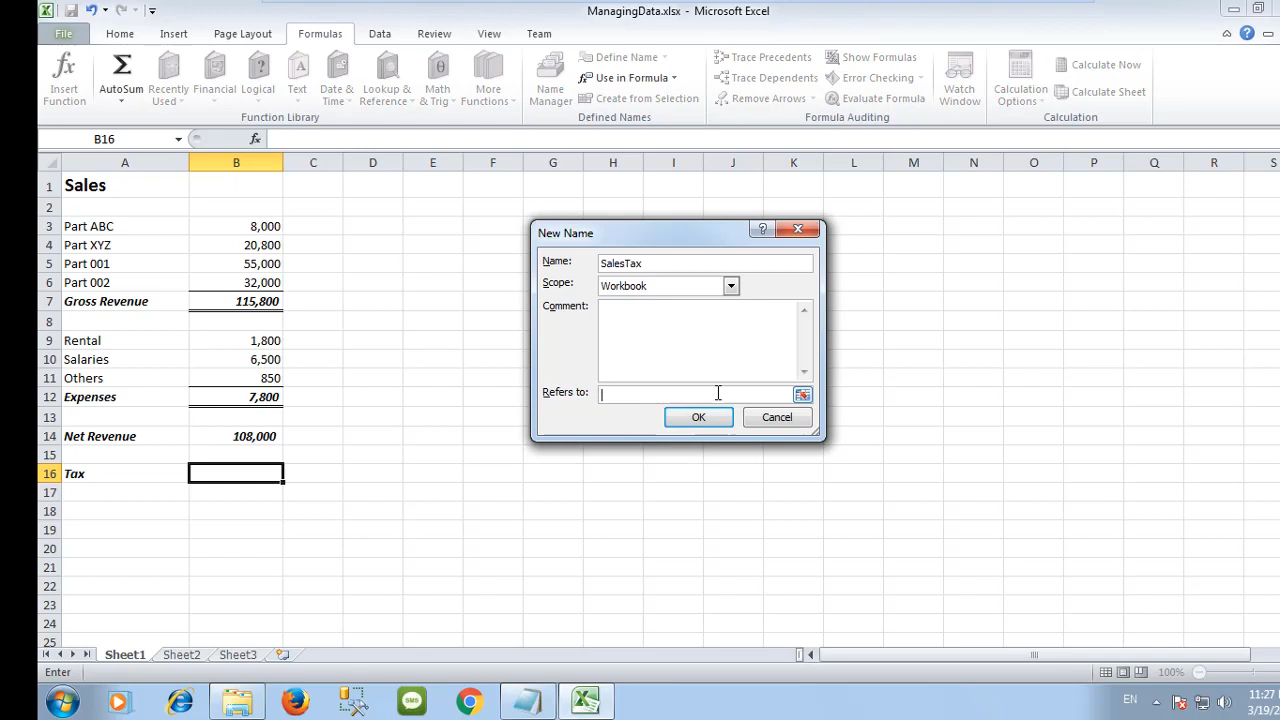 ManagingData.xlsx - Microsoft Excel
File Home Insert Page Layout Formulas Data Review View Team
Insert Function
AutoSum
Recently Used
Financial
Logical
Text
Date & Time
Lookup & Reference
Math & Trig
More Functions
Function Library
Name Manager
Define Name
Use in Formula
Create from Selection
Defined Names
Trace Precedents
Trace Dependents
Remove Arrows
Show Formulas
Error Checking
Evaluate Formula
Formula Auditing
Watch Window
Calculation Options
Calculate Now
Calculate Sheet
Calculation
B16 fx
A B C D E F G H I J K L M N O P Q R S
1 Sales
2
3 Part ABC 8,000
4 Part XYZ 20,800
5 Part 001 55,000
6 Part 002 32,000
7 Gross Revenue 115,800
8
9 Rental 1,800
10 Salaries 6,500
11 Others 850
12 Expenses 7,800
13
14 Net Revenue 108,000
15
16 Tax
17
18
19
20
21
22
23
24
25
New Name
Name: SalesTax
Scope: Workbook
Comment:
Refers to:
OK Cancel
Sheet1 Sheet2 Sheet3
Enter 100%
SMS
EN 11:27
3/19/2